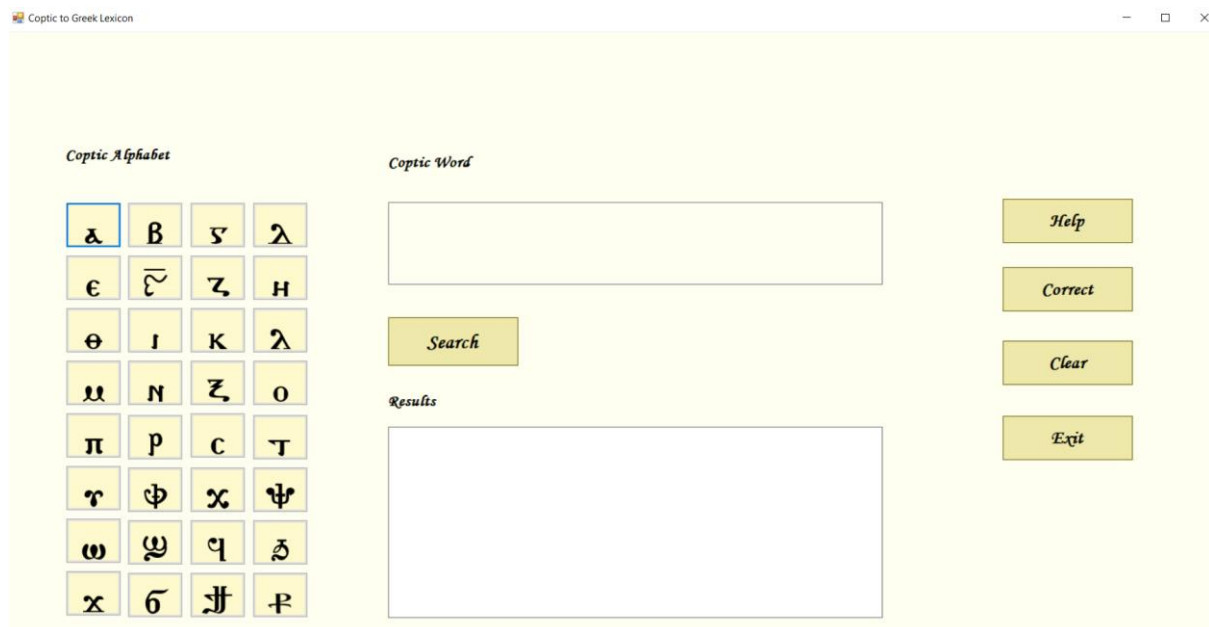 Coptic to Greek Lexicon
Coptic Alphabet
Coptic Word
ⲁ ⲃ ⲅ ⲗ
ⲉ ⲋ̅ ⲍ ⲏ
ⲑ ⲓ ⲕ ⲗ
ⲙ ⲛ ⲝ ⲟ
ⲡ ⲣ ⲥ ⲧ
ⲩ ⲫ ⲭ ⲯ
ⲱ ϣ ϥ ϩ
ϫ ϭ ϯ ⳨
Search
Results
Help
Correct
Clear
Exit